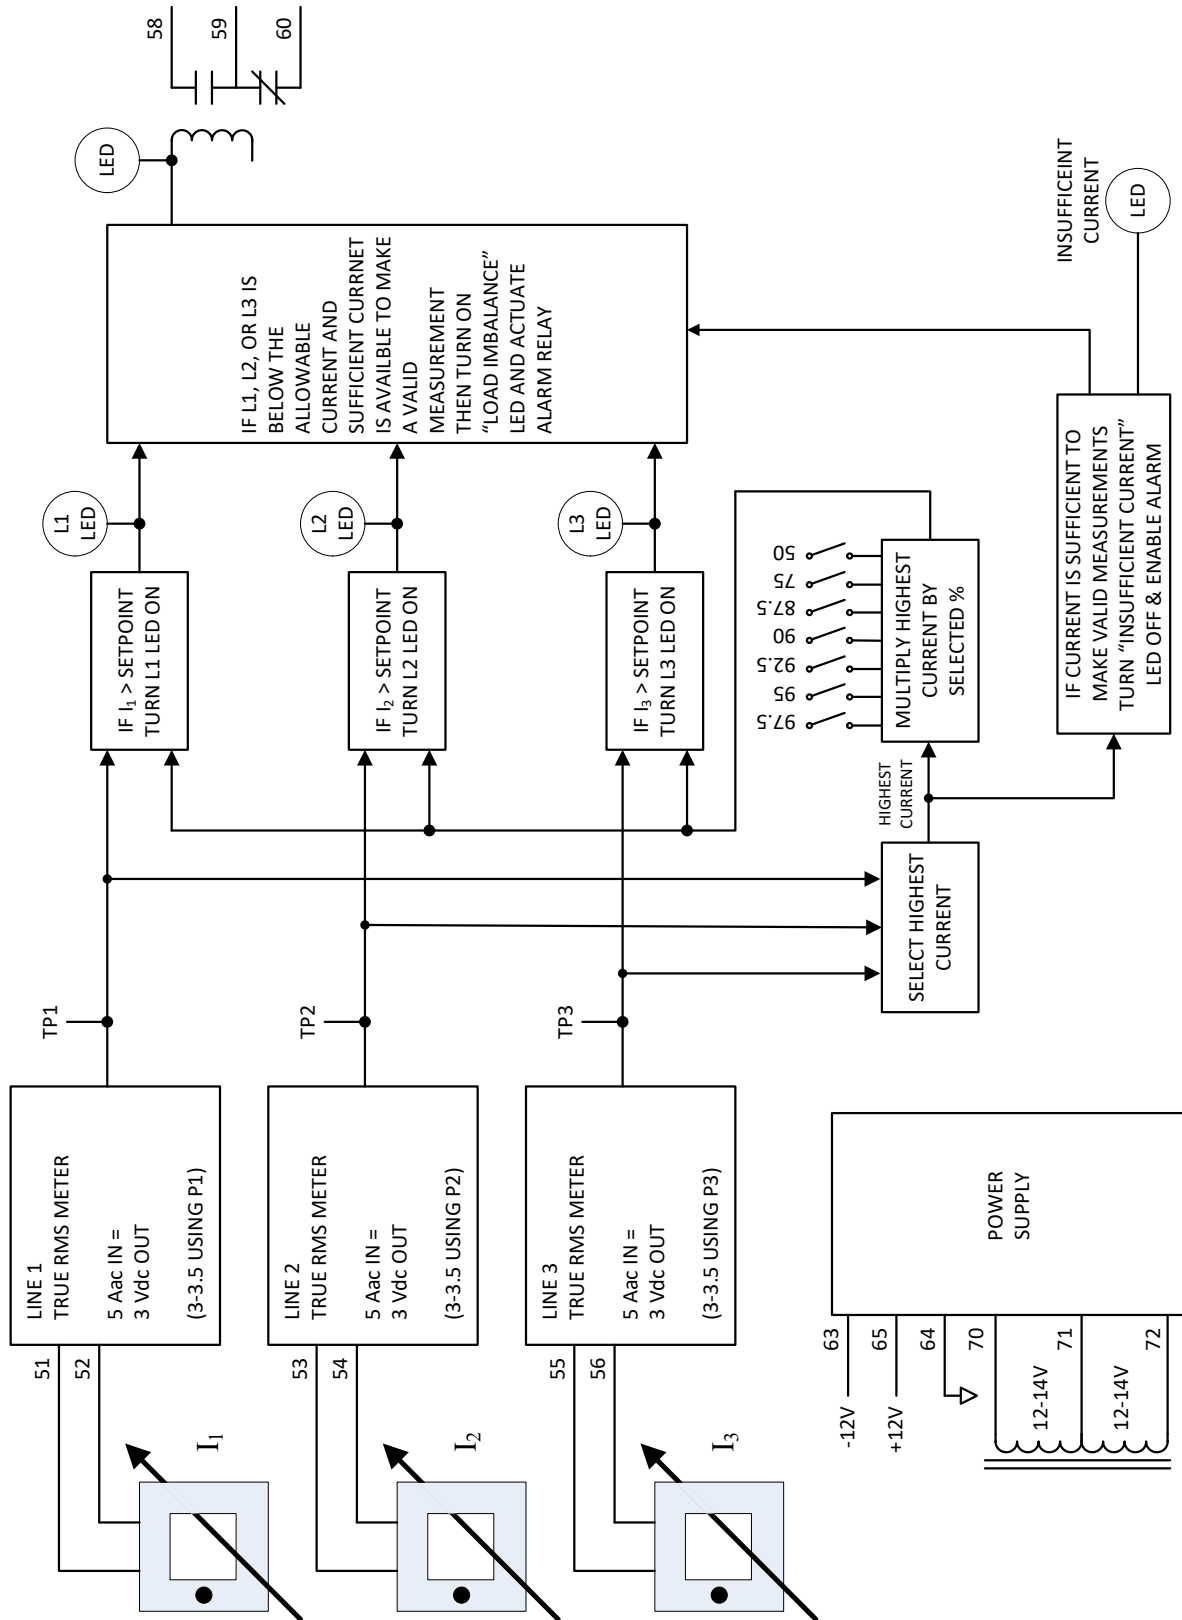 51
52
I1
LINE 1
TRUE RMS METER
5 Aac IN =
3 Vdc OUT
(3-3.5 USING P1)
TP1
IF I1 > SETPOINT
TURN L1 LED ON
L1
LED
53
54
I2
LINE 2
TRUE RMS METER
5 Aac IN =
3 Vdc OUT
(3-3.5 USING P2)
TP2
IF I2 > SETPOINT
TURN L2 LED ON
L2
LED
55
56
I3
LINE 3
TRUE RMS METER
5 Aac IN =
3 Vdc OUT
(3-3.5 USING P3)
TP3
IF I3 > SETPOINT
TURN L3 LED ON
L3
LED
IF L1, L2, OR L3 IS
BELOW THE
ALLOWABLE
CURRENT AND
SUFFICIENT CURRNET
IS AVAILBLE TO MAKE
A VALID
MEASUREMENT
THEN TURN ON
“LOAD IMBALANCE”
LED AND ACTUATE
ALARM RELAY
LED
58
59
60
SELECT HIGHEST
CURRENT
HIGHEST
CURRENT
97.5
95
92.5
90
87.5
75
50
MULTIPLY HIGHEST
CURRENT BY
SELECTED %
IF CURRENT IS SUFFICIENT TO
MAKE VALID MEASUREMENTS
TURN “INSUFFICIENT CURRENT”
LED OFF & ENABLE ALARM
INSUFFICEINT
CURRENT
LED
-12V
63
+12V
65
64
70
12-14V
71
12-14V
72
POWER
SUPPLY